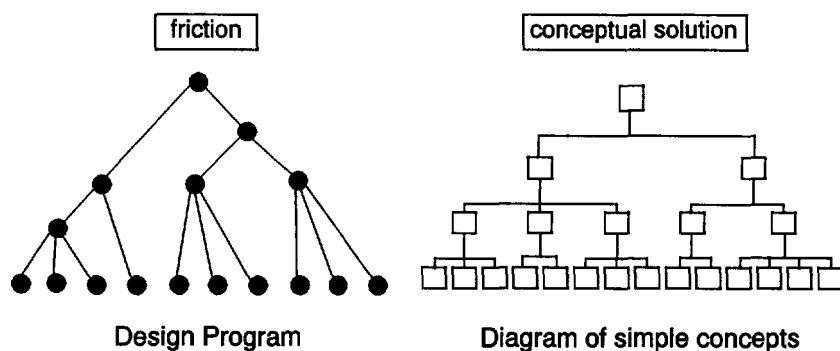 friction
conceptual solution
Design Program
Diagram of simple concepts